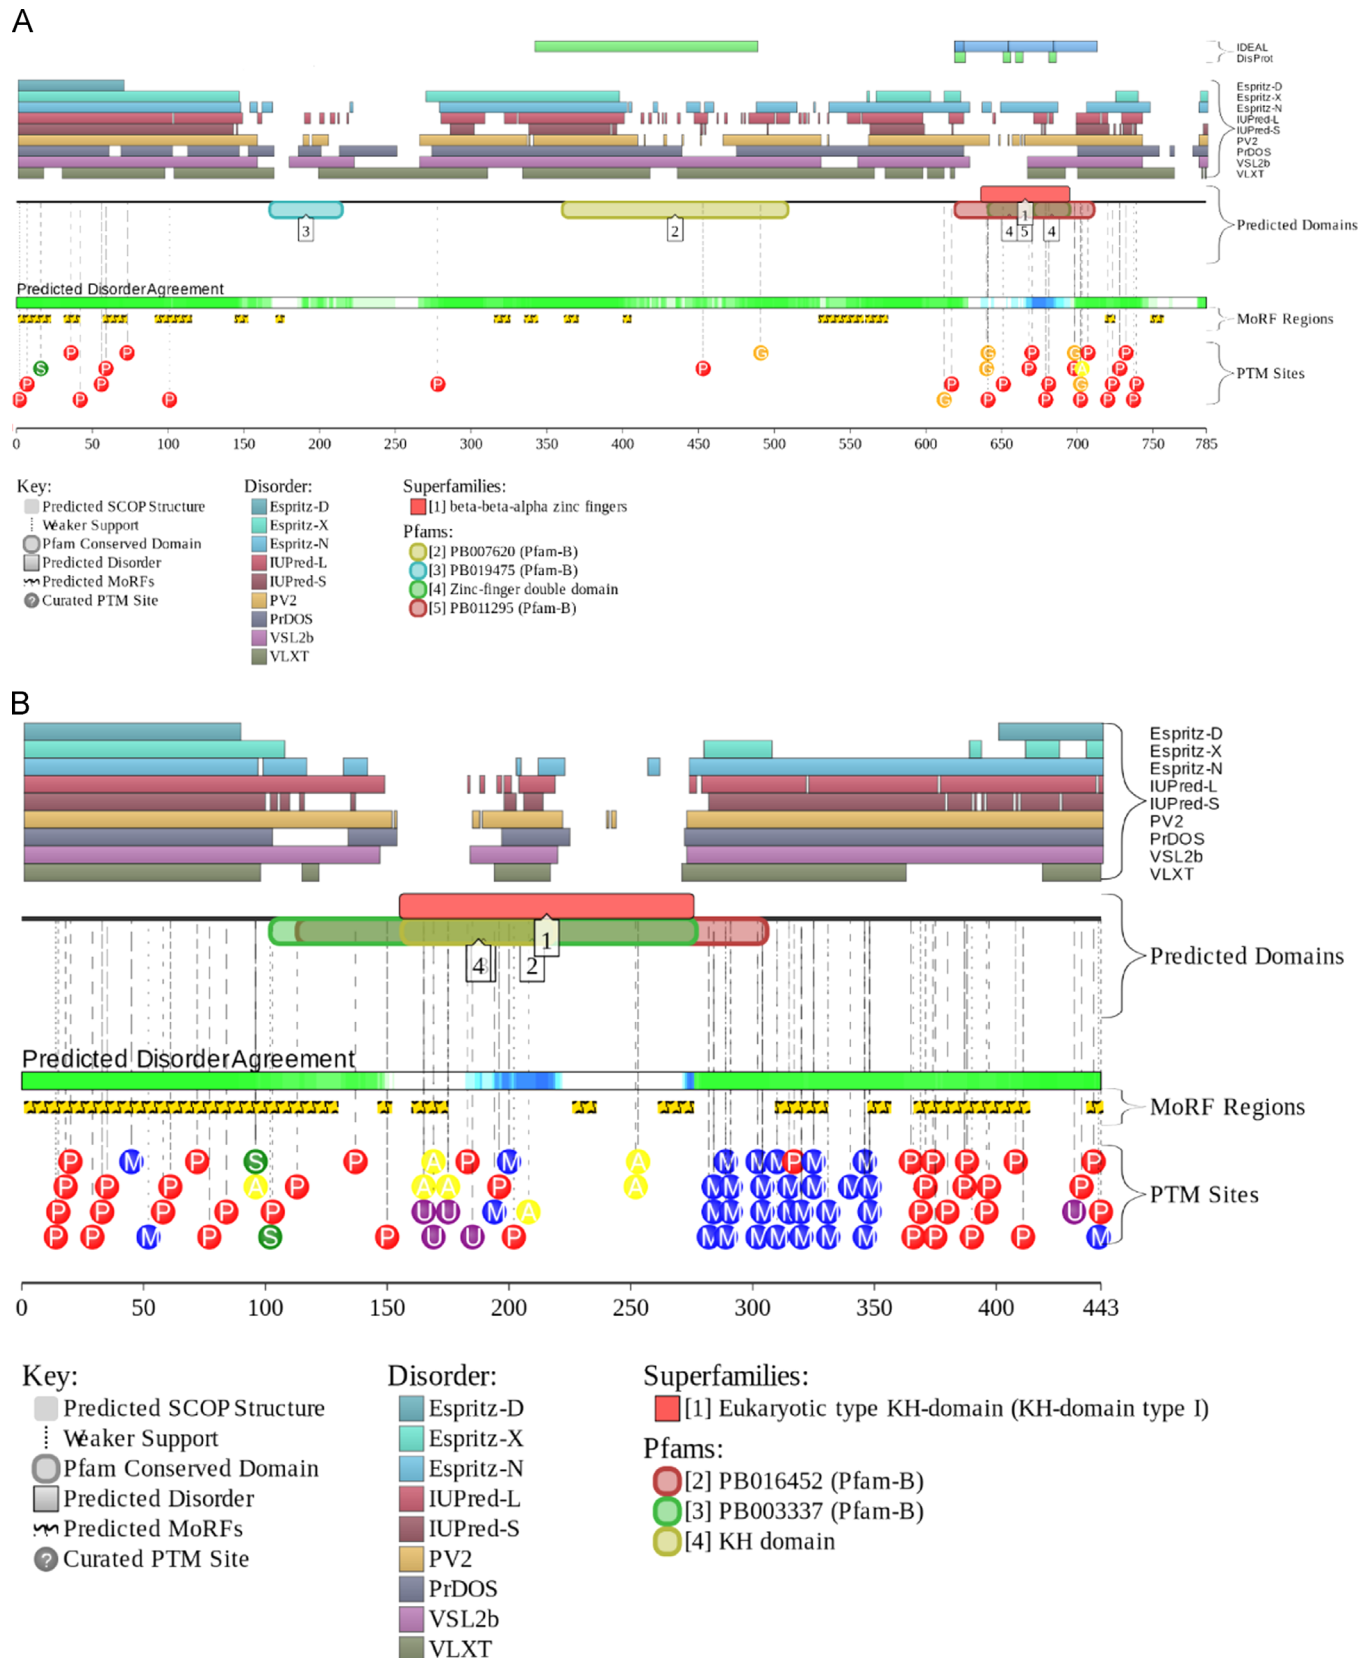 A
IDEAL
DisProt
Espritz-D
Espritz-X
Espritz-N
IUPred-L
IUPred-S
PV2
PrDOS
VSL2b
VLXT
1
3 2 4 5 4
Predicted Domains
Predicted DisorderAgreement
MoRF Regions
P P G G P G P P
S P P P P A P
P P P P P P G P P
P P P G P P P P P
PTM Sites
0 50 100 150 200 250 300 350 400 450 500 550 600 650 700 750 785
Key:
Predicted SCOP Structure
Weaker Support
Pfam Conserved Domain
Predicted Disorder
Predicted MoRFs
? Curated PTM Site
Disorder:
Espritz-D
Espritz-X
Espritz-N
IUPred-L
IUPred-S
PV2
PrDOS
VSL2b
VLXT
Superfamilies:
[1] beta-beta-alpha zinc fingers
Pfams:
[2] PB007620 (Pfam-B)
[3] PB019475 (Pfam-B)
[4] Zinc-finger double domain
[5] PB011295 (Pfam-B)
B
Espritz-D
Espritz-X
Espritz-N
IUPred-L
IUPred-S
PV2
PrDOS
VSL2b
VLXT
1
4 2
Predicted Domains
Predicted DisorderAgreement
MoRF Regions
P M P S P A P M A M M M P M M P P P P P
P P P A P A A P A M M M M M M M P P P P
P P P P P U U M A M M M M M M M P P P U P
P P M P S P U U P M M M M M M M P P P P M
PTM Sites
0 50 100 150 200 250 300 350 400 443
Key:
Predicted SCOP Structure
Weaker Support
Pfam Conserved Domain
Predicted Disorder
Predicted MoRFs
? Curated PTM Site
Disorder:
Espritz-D
Espritz-X
Espritz-N
IUPred-L
IUPred-S
PV2
PrDOS
VSL2b
VLXT
Superfamilies:
[1] Eukaryotic type KH-domain (KH-domain type I)
Pfams:
[2] PB016452 (Pfam-B)
[3] PB003337 (Pfam-B)
[4] KH domain